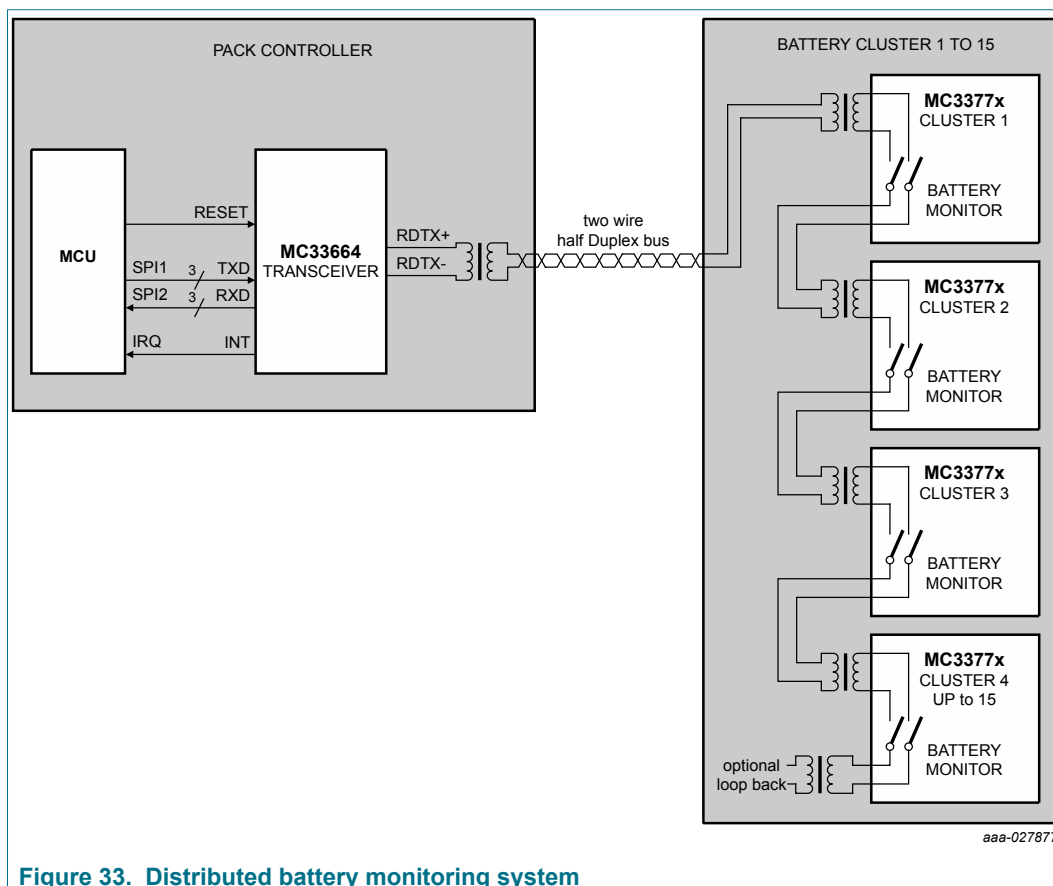 PACK CONTROLLER
MCU
RESET
SPI1
3
TXD
SPI2
3
RXD
IRQ
INT
MC33664
TRANSCEIVER
RDTX+
RDTX-
two wire
half Duplex bus
BATTERY CLUSTER 1 TO 15
MC3377x
CLUSTER 1
BATTERY
MONITOR
MC3377x
CLUSTER 2
BATTERY
MONITOR
MC3377x
CLUSTER 3
BATTERY
MONITOR
MC3377x
CLUSTER 4
UP to 15
BATTERY
MONITOR
optional
loop back
aaa-027877
Figure 33. Distributed battery monitoring system